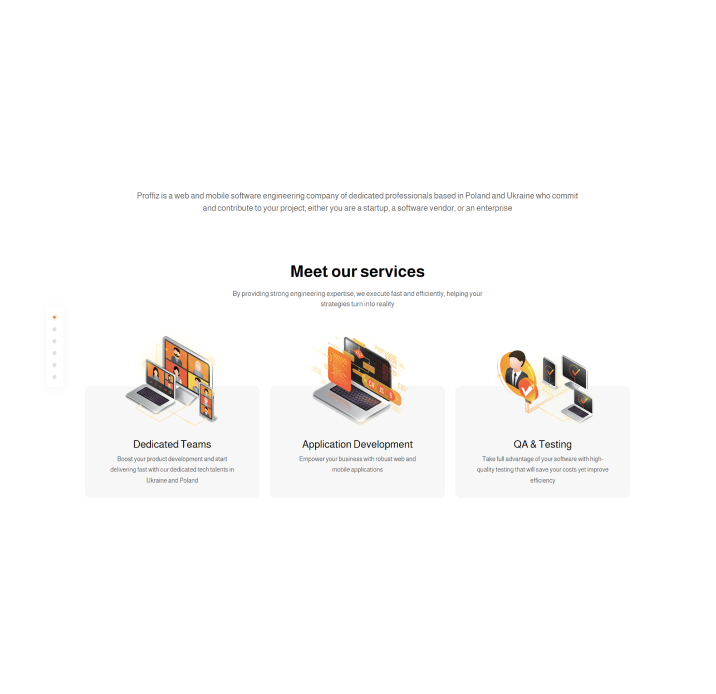 Proffiz is a web and mobile software engineering company of dedicated professionals based in Poland and Ukraine who commit
and contribute to your project, either you are a startup, a software vendor, or an enterprise
Meet our services
By providing strong engineering expertise, we execute fast and efficiently, helping your
strategies turn into reality
Dedicated Teams
Boost your product development and start
delivering fast with our dedicated tech talents in
Ukraine and Poland
Application Development
Empower your business with robust web and
mobile applications
QA & Testing
Take full advantage of your software with high-
quality testing that will save your costs yet improve
efficiency